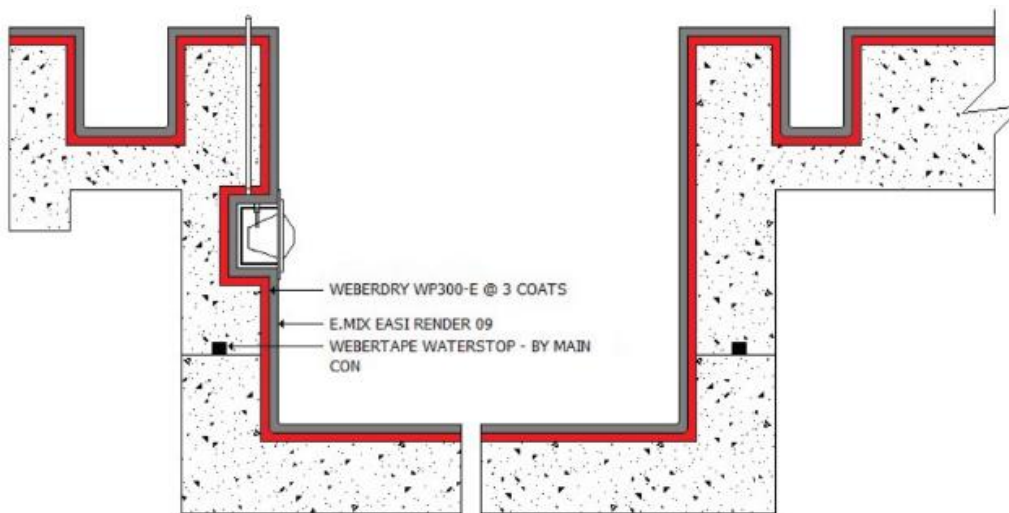 WEBERDRY WP300-E @ 3 COATS
E.MIX EASI RENDER 09
WEBERTAPE WATERSTOP - BY MAIN
CON